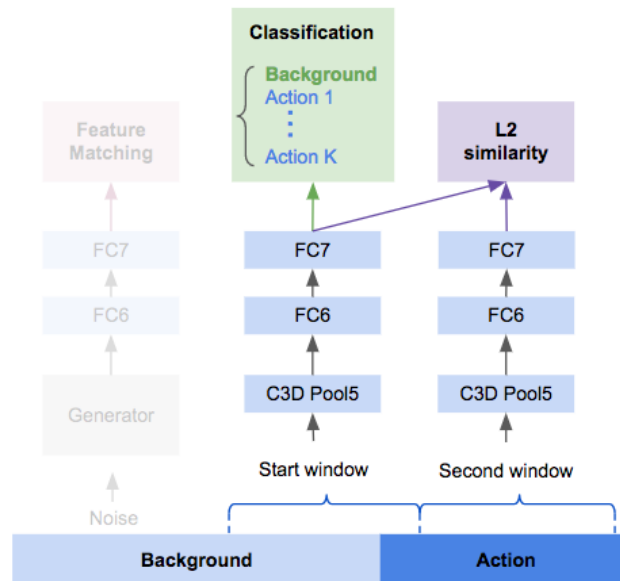 Classification
Background
Action 1
Action K
Feature
Matching
L2
similarity
FC7
FC7
FC7
FC6
FC6
FC6
Generator
C3D Pool5
C3D Pool5
Start window
Second window
Noise
Background
Action